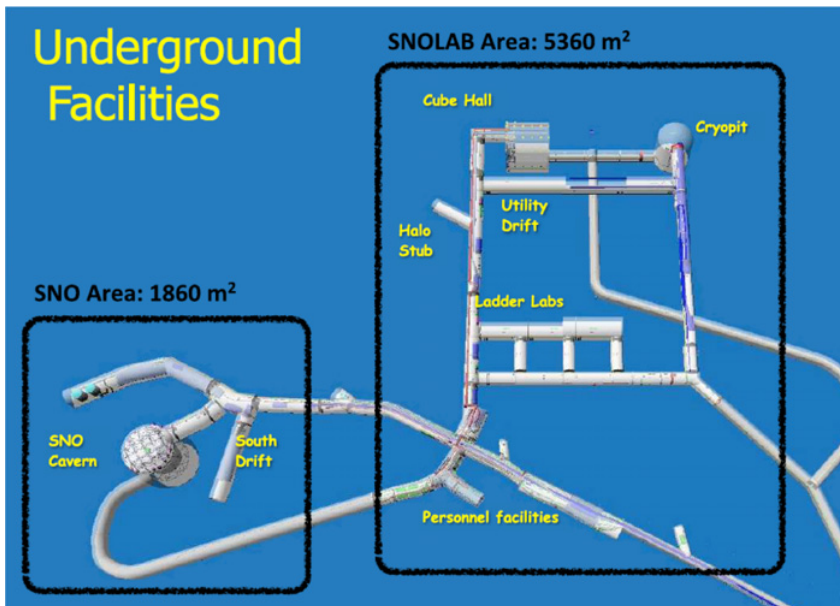 Underground
Facilities
SNOLAB Area: 5360 m²
Cube Hall
Cryopit
Utility
Drift
Halo
Stub
SNO Area: 1860 m²
Ladder Labs
SNO
Cavern
South
Drift
Personnel facilities